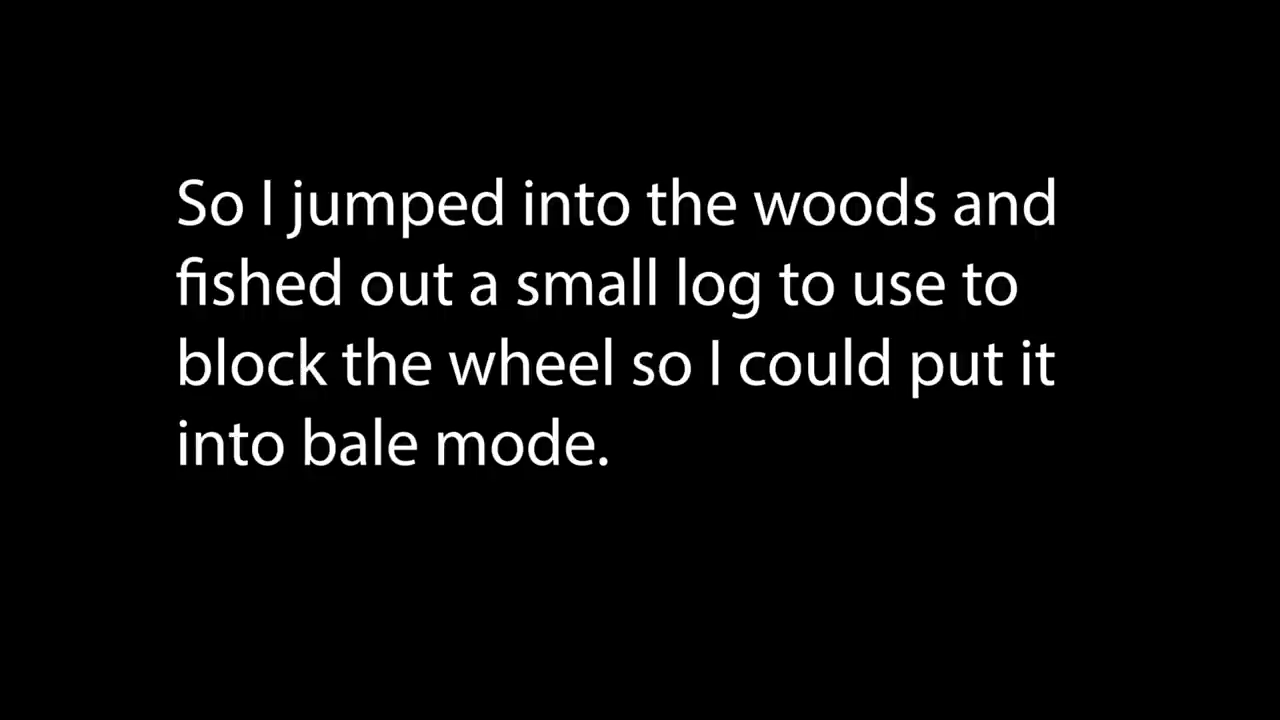 So I jumped into the woods and
fished out a small log to use to
block the wheel so I could put it
into bale mode.